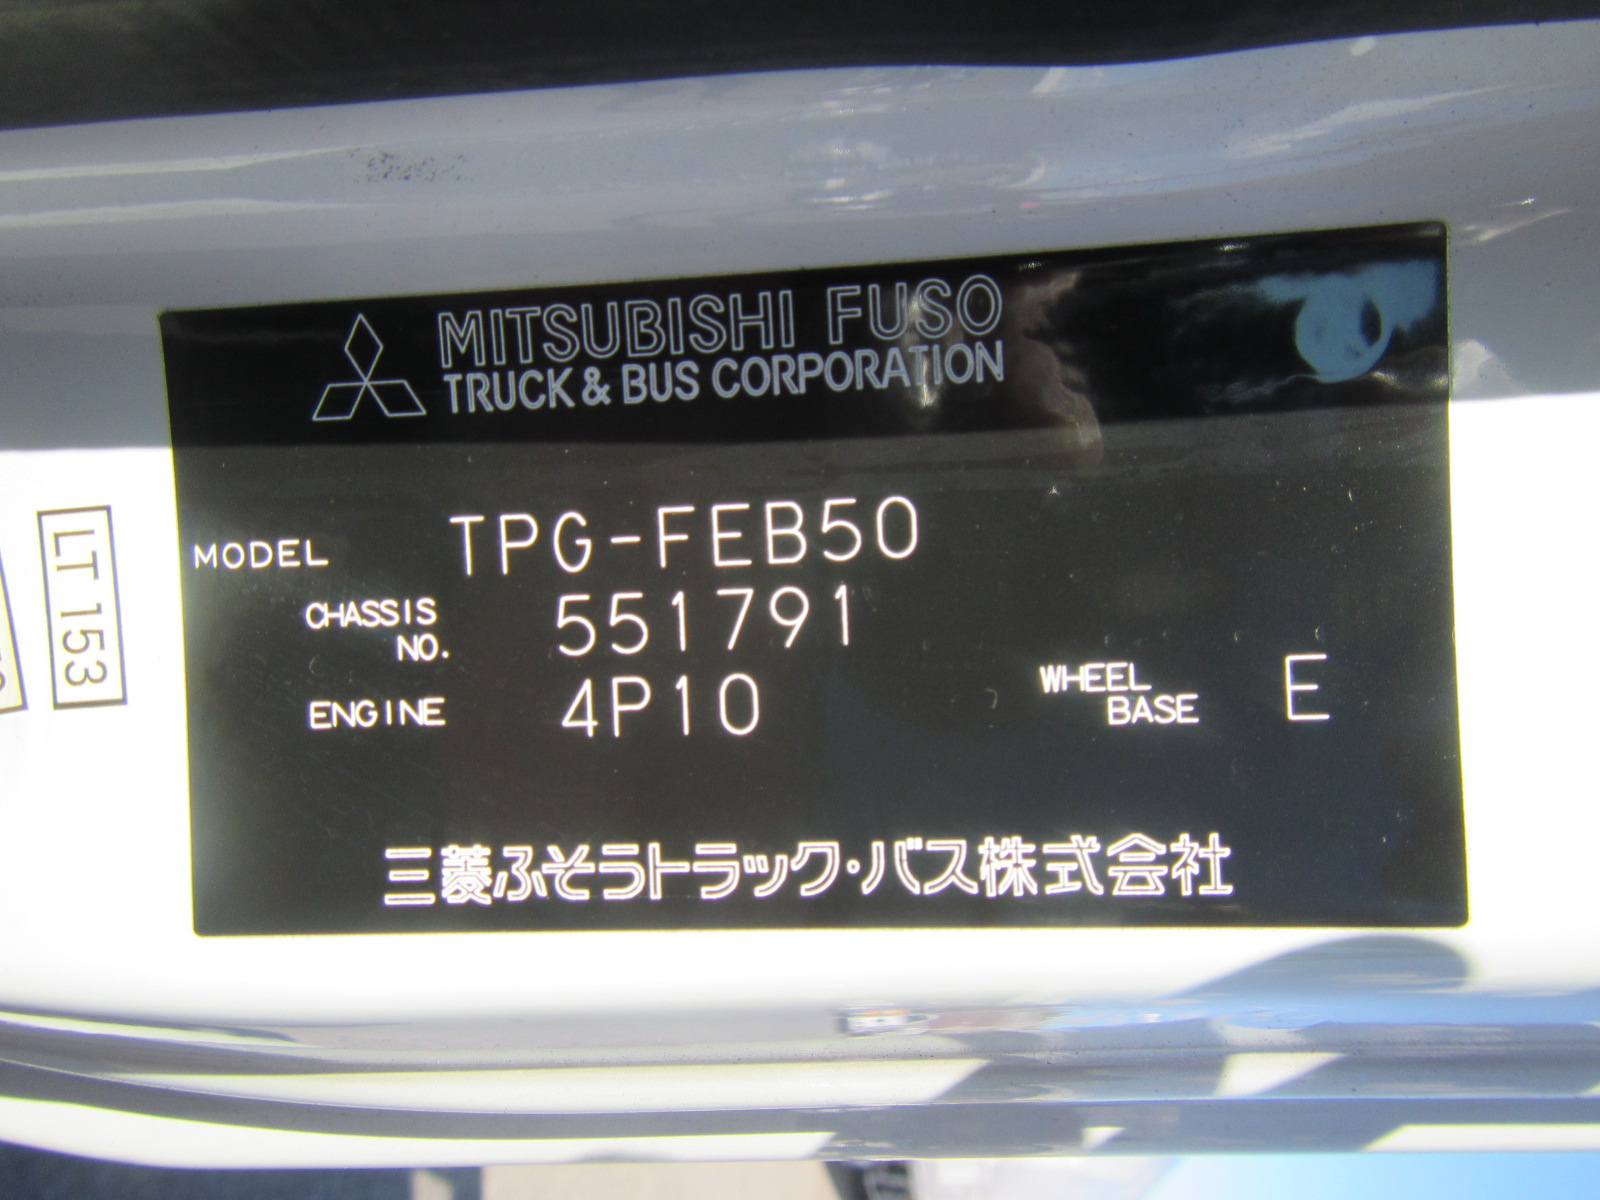 MITSUBISHI FUSO
TRUCK & BUS CORPORATION
MODEL TPG-FEB50
CHASSIS
NO. 551791
ENGINE 4P10
WHEEL
BASE E
三菱ふそうトラック・バス株式会社
LT 153